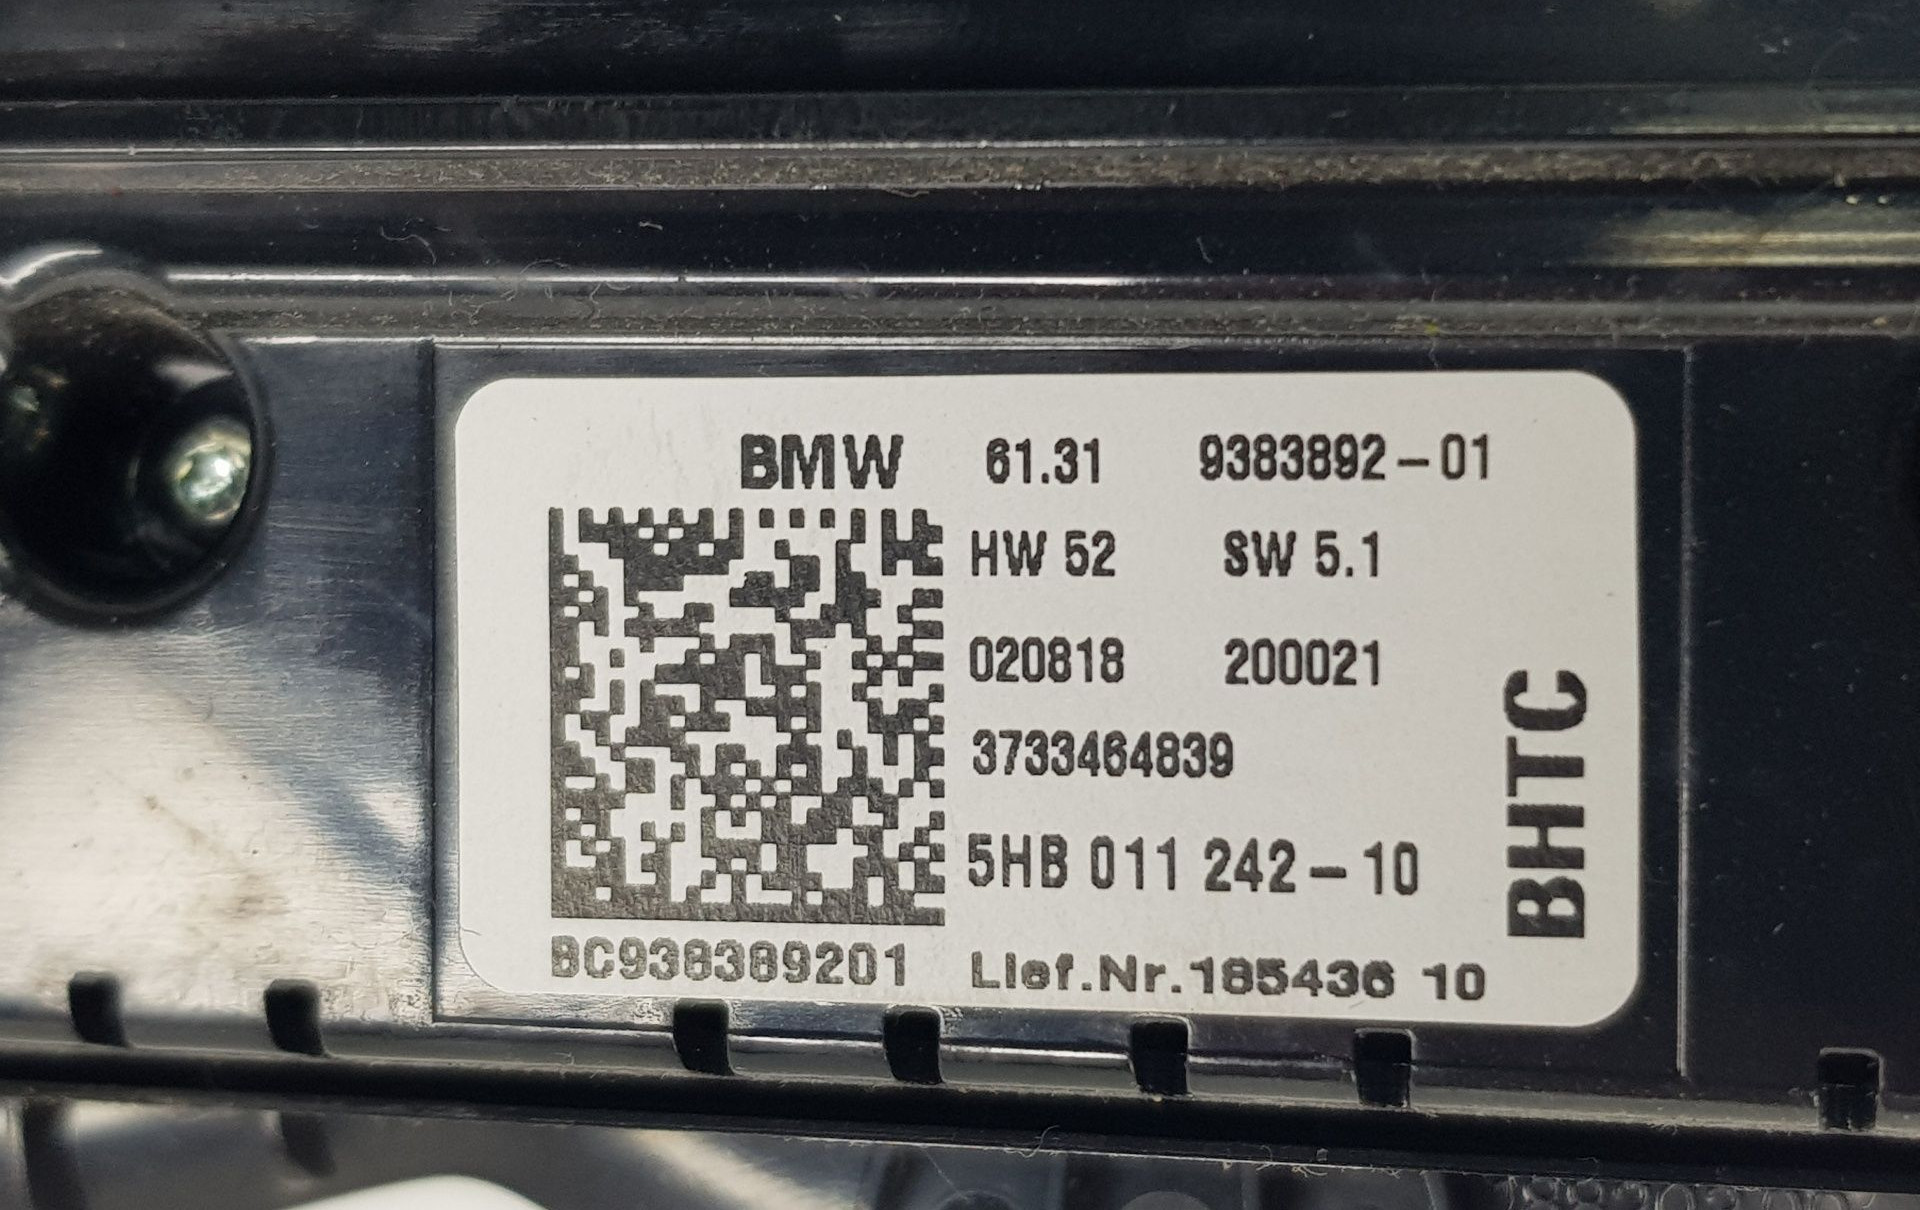 BMW 61.31 9383892-01
HW 52 SW 5.1
020818 200021
3733464839
5HB 011 242-10
BC938389201 Lief.Nr.185436 10
BHTC